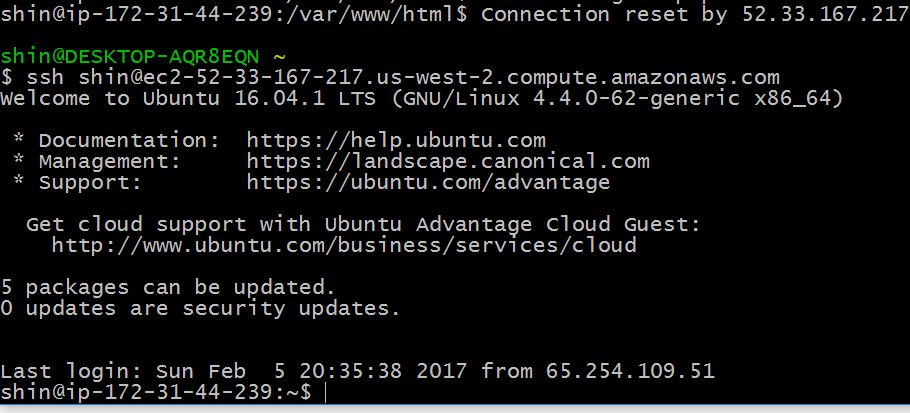 shin@ip-172-31-44-239:/var/www/html$ Connection reset by 52.33.167.217
shin@DESKTOP-AQR8EQN ~
$ ssh shin@ec2-52-33-167-217.us-west-2.compute.amazonaws.com
Welcome to Ubuntu 16.04.1 LTS (GNU/Linux 4.4.0-62-generic x86_64)
* Documentation:  https://help.ubuntu.com
* Management:     https://landscape.canonical.com
* Support:        https://ubuntu.com/advantage
Get cloud support with Ubuntu Advantage Cloud Guest:
http://www.ubuntu.com/business/services/cloud
5 packages can be updated.
0 updates are security updates.
Last login: Sun Feb  5 20:35:38 2017 from 65.254.109.51
shin@ip-172-31-44-239:~$